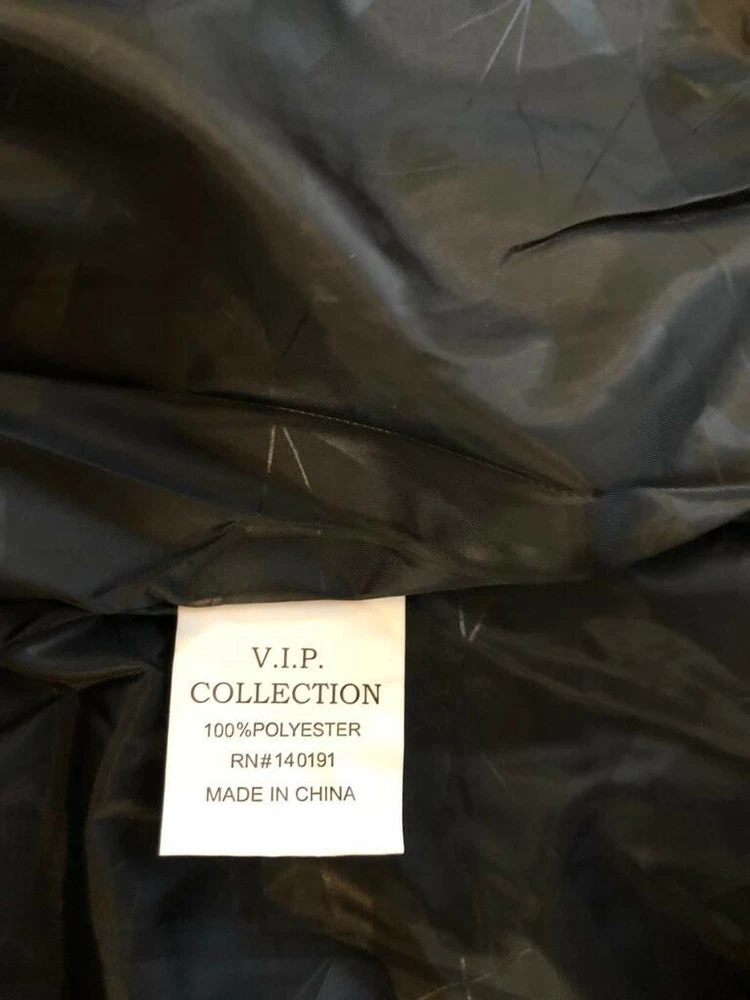 V.I.P.
COLLECTION
100%POLYESTER
RN#140191
MADE IN CHINA